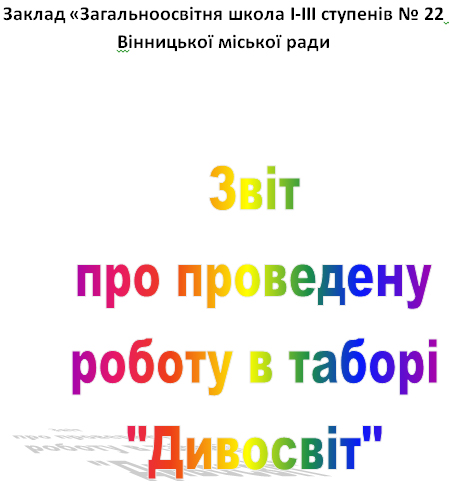 Заклад «Загальноосвітня школа І-ІІІ ступенів № 22
Вінницької міської ради
Звіт
про проведену
роботу в таборі
"Дивосвіт"